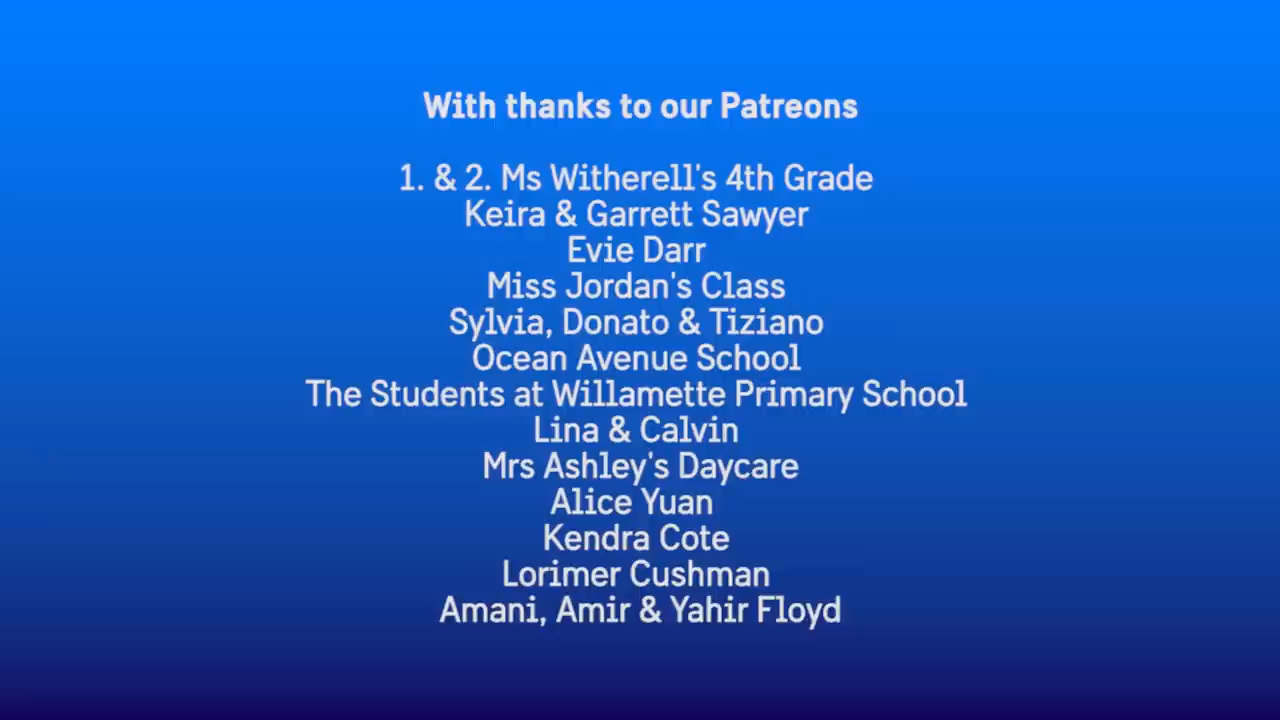 With thanks to our Patreons
1. & 2. Ms Witherell's 4th Grade
Keira & Garrett Sawyer
Evie Darr
Miss Jordan's Class
Sylvia, Donato & Tiziano
Ocean Avenue School
The Students at Willamette Primary School
Lina & Calvin
Mrs Ashley's Daycare
Alice Yuan
Kendra Cote
Lorimer Cushman
Amani, Amir & Yahir Floyd